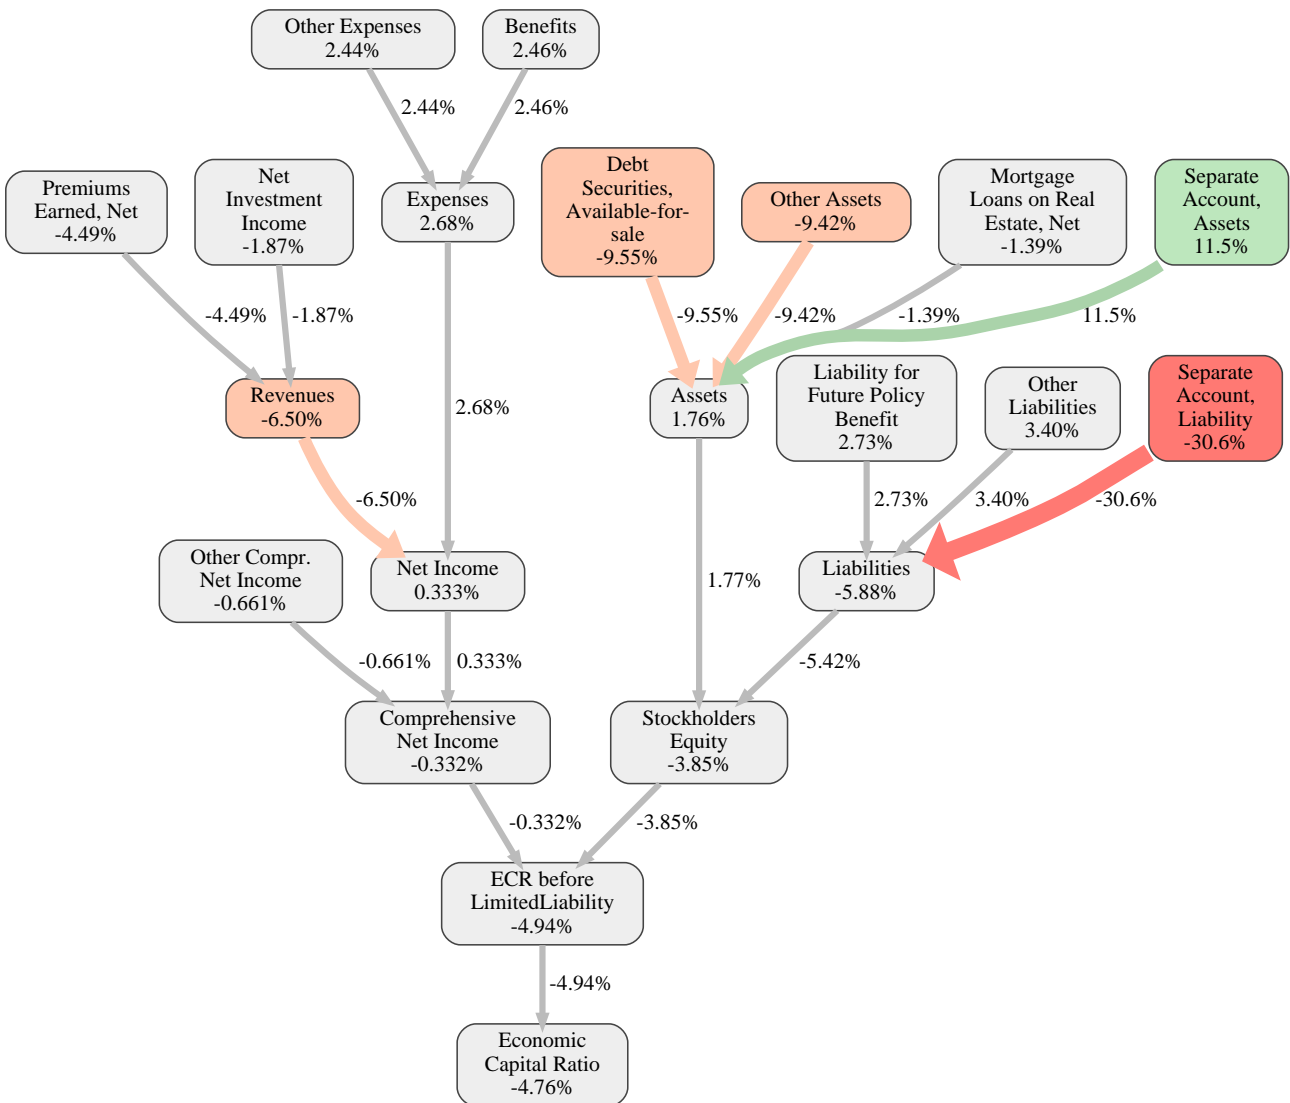 Other Expenses
2.44%
Benefits
2.46%
2.44%
2.46%
Premiums
Earned, Net
-4.49%
Net
Investment
Income
-1.87%
Expenses
2.68%
Debt
Securities,
Available-for-
sale
-9.55%
Other Assets
-9.42%
Mortgage
Loans on Real
Estate, Net
-1.39%
Separate
Account,
Assets
11.5%
-4.49%
-1.87%
-9.55%
-9.42%
-1.39%
11.5%
Revenues
-6.50%
2.68%
Assets
1.76%
Liability for
Future Policy
Benefit
2.73%
Other
Liabilities
3.40%
Separate
Account,
Liability
-30.6%
-6.50%
2.73%
3.40%
-30.6%
Other Compr.
Net Income
-0.661%
Net Income
0.333%
1.77%
Liabilities
-5.88%
-0.661%
0.333%
-5.42%
Comprehensive
Net Income
-0.332%
Stockholders
Equity
-3.85%
-0.332%
-3.85%
ECR before
LimitedLiability
-4.94%
-4.94%
Economic
Capital Ratio
-4.76%